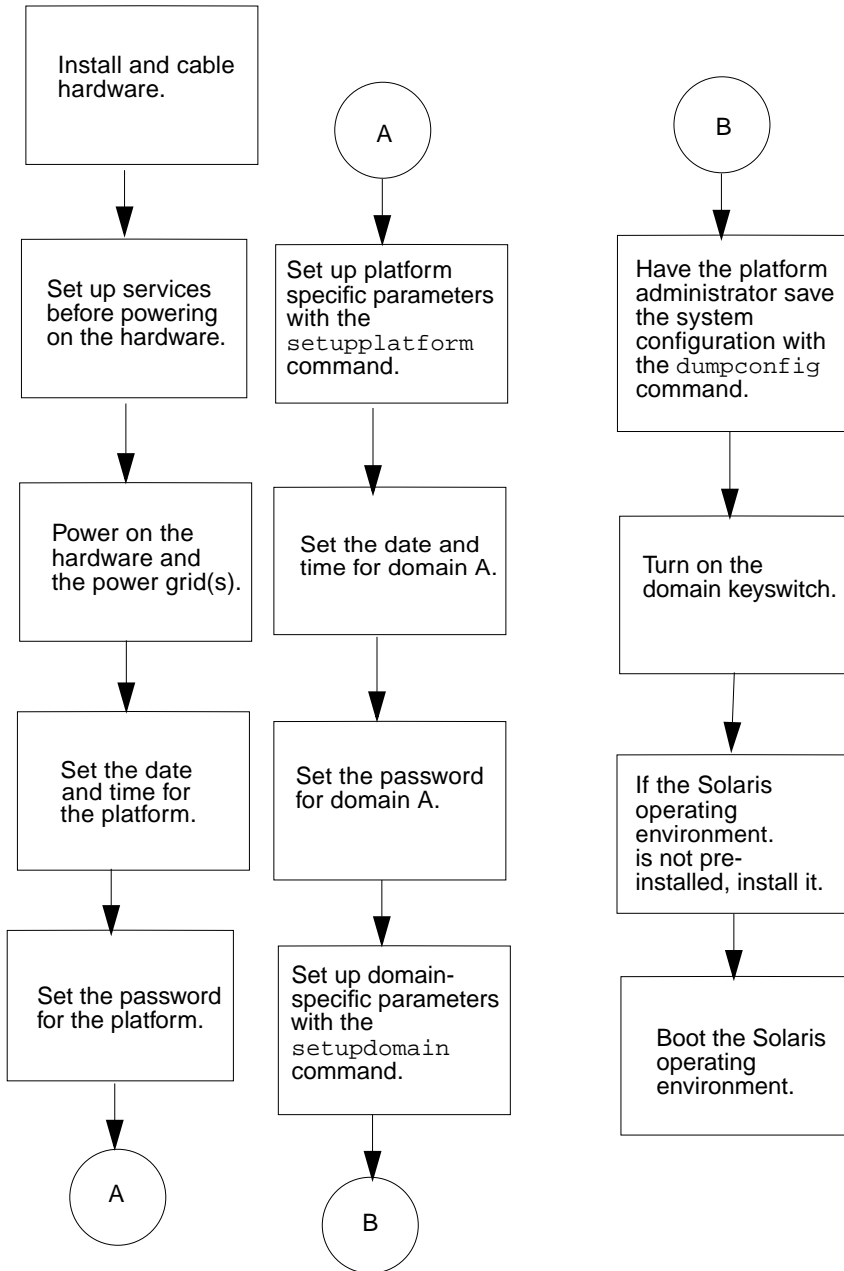 Install and cable
hardware.
Set up services
before powering
on the hardware.
Power on the
hardware and
the power grid(s).
Set the date
and time for
the platform.
Set the password
for the platform.
A
A
Set up platform
specific parameters
with the
setupplatform
command.
Set the date and
time for domain A.
Set the password
for domain A.
Set up domain-
specific parameters
with the
setupdomain
command.
B
B
Have the platform
administrator save
the system
configuration with
the dumpconfig
command.
Turn on the
domain keyswitch.
If the Solaris
operating
environment.
is not pre-
installed, install it.
Boot the Solaris
operating
environment.